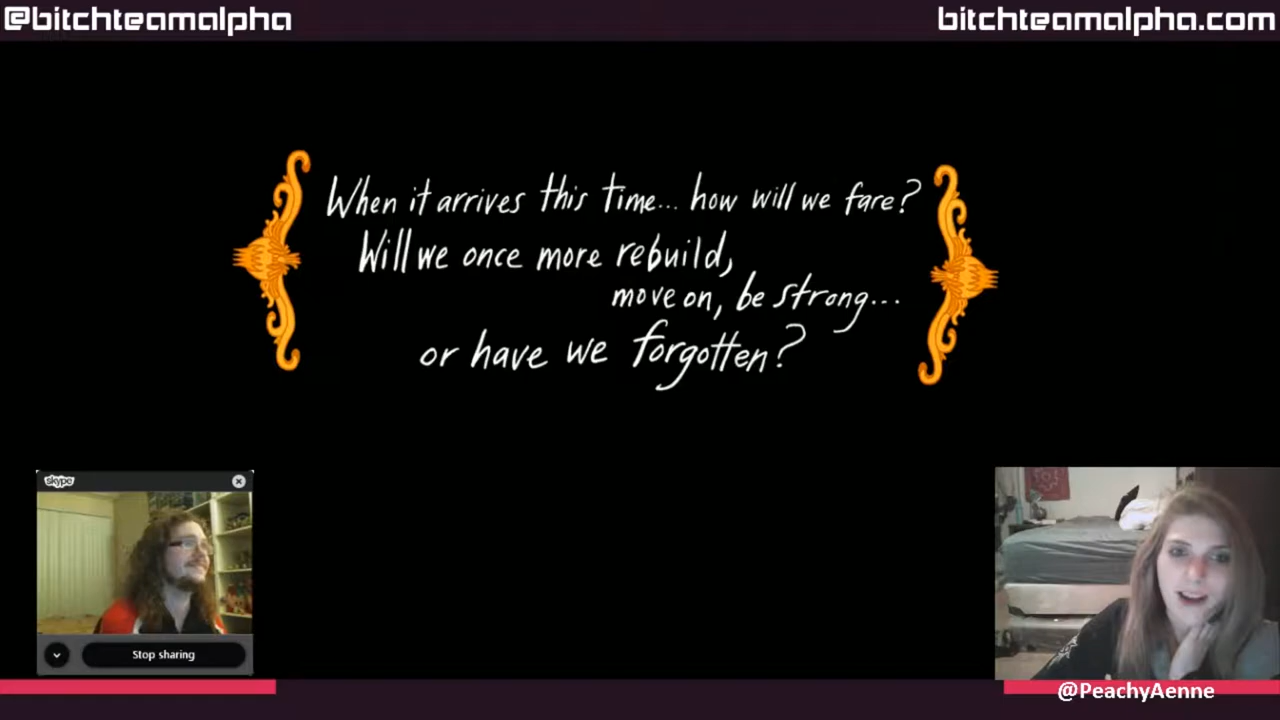 @bitchteamalpha
bitchteamalpha.com
When it arrives this time... how will we fare?
Will we once more rebuild,
move on, be strong...
or have we forgotten?
skype
Stop sharing
@PeachyAenne